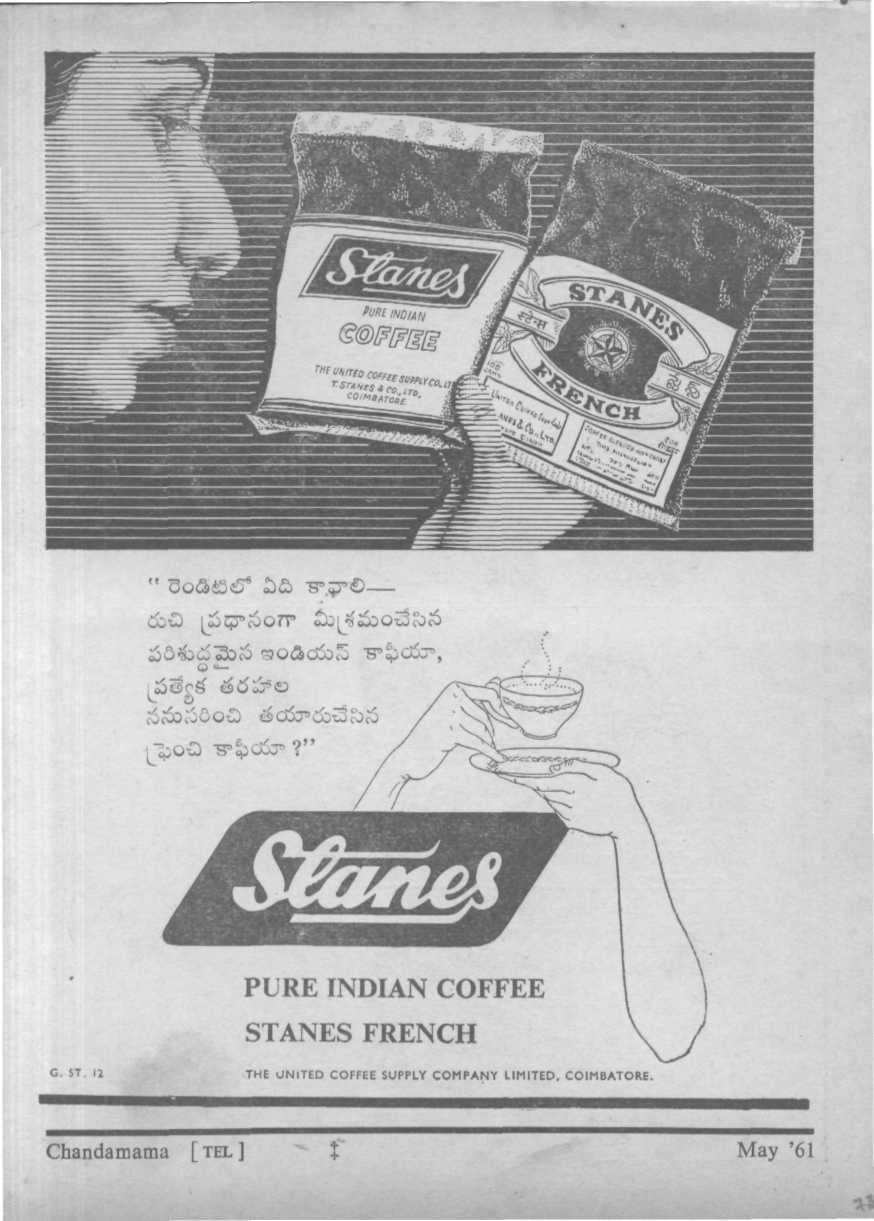 Stanes
PURE INDIAN
COFFEE
THE UNITED COFFEE SUPPLY CO., LTD
T. STANES & CO., LTD.,
COIMBATORE.
STANES
स्टेन्स
FRENCH
UNITED COFFEE
" రెండిటిలో ఏది కావాలి—
రుచి ప్రధానంగా మిశ్రమంచేసిన
పరిశుద్ధమైన ఇండియన్ కాఫీయా,
ప్రత్యేక తరహాల
ననుసరించి తయారుచేసిన
ఫ్రెంచి కాఫీయా ?"
Stanes
PURE INDIAN COFFEE
STANES FRENCH
G. ST. 12
THE UNITED COFFEE SUPPLY COMPANY LIMITED, COIMBATORE.
Chandamama [ TEL ] ‡ May '61